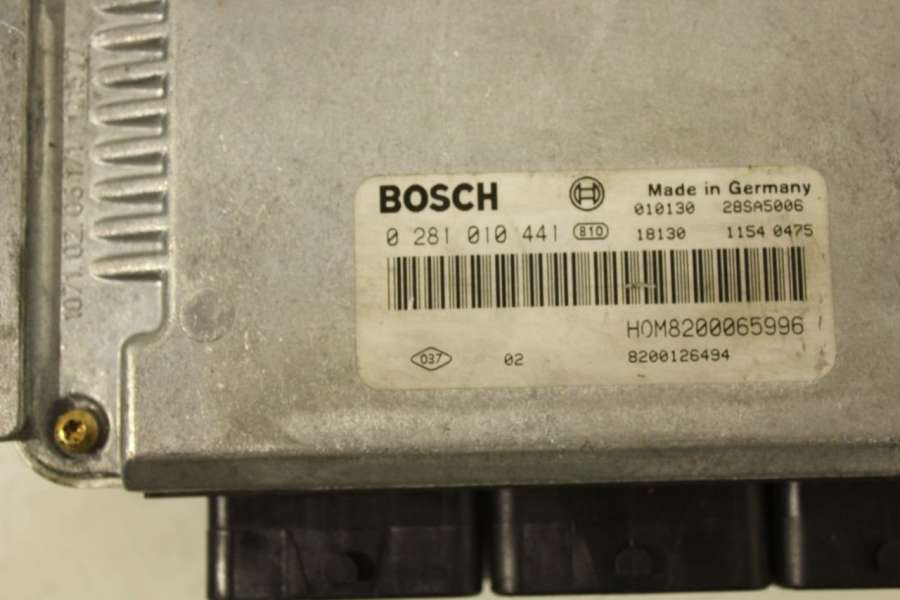 BOSCH
Made in Germany
010130 28SA5006
0 281 010 441 810
18130 1154 0475
HOM8200065996
037 02 8200126494